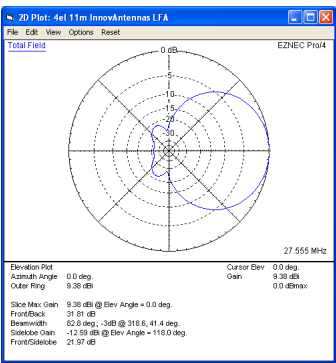 2D Plot: 4el 11m InnovAntennas LFA
File Edit View Options Reset
Total Field
0 dB
EZNEC Pro/4
-5
-10
-15
-20
-30
27.555 MHz
Elevation Plot Cursor Elev 0.0 deg.
Azimuth Angle 0.0 deg. Gain 9.38 dBi
Outer Ring 9.38 dBi 0.0 dBmax
Slice Max Gain 9.38 dBi @ Elev Angle = 0.0 deg.
Front/Back 31.81 dB
Beamwidth 82.8 deg.; -3dB @ 318.6, 41.4 deg.
Sidelobe Gain -12.59 dBi @ Elev Angle = 118.0 deg.
Front/Sidelobe 21.97 dB